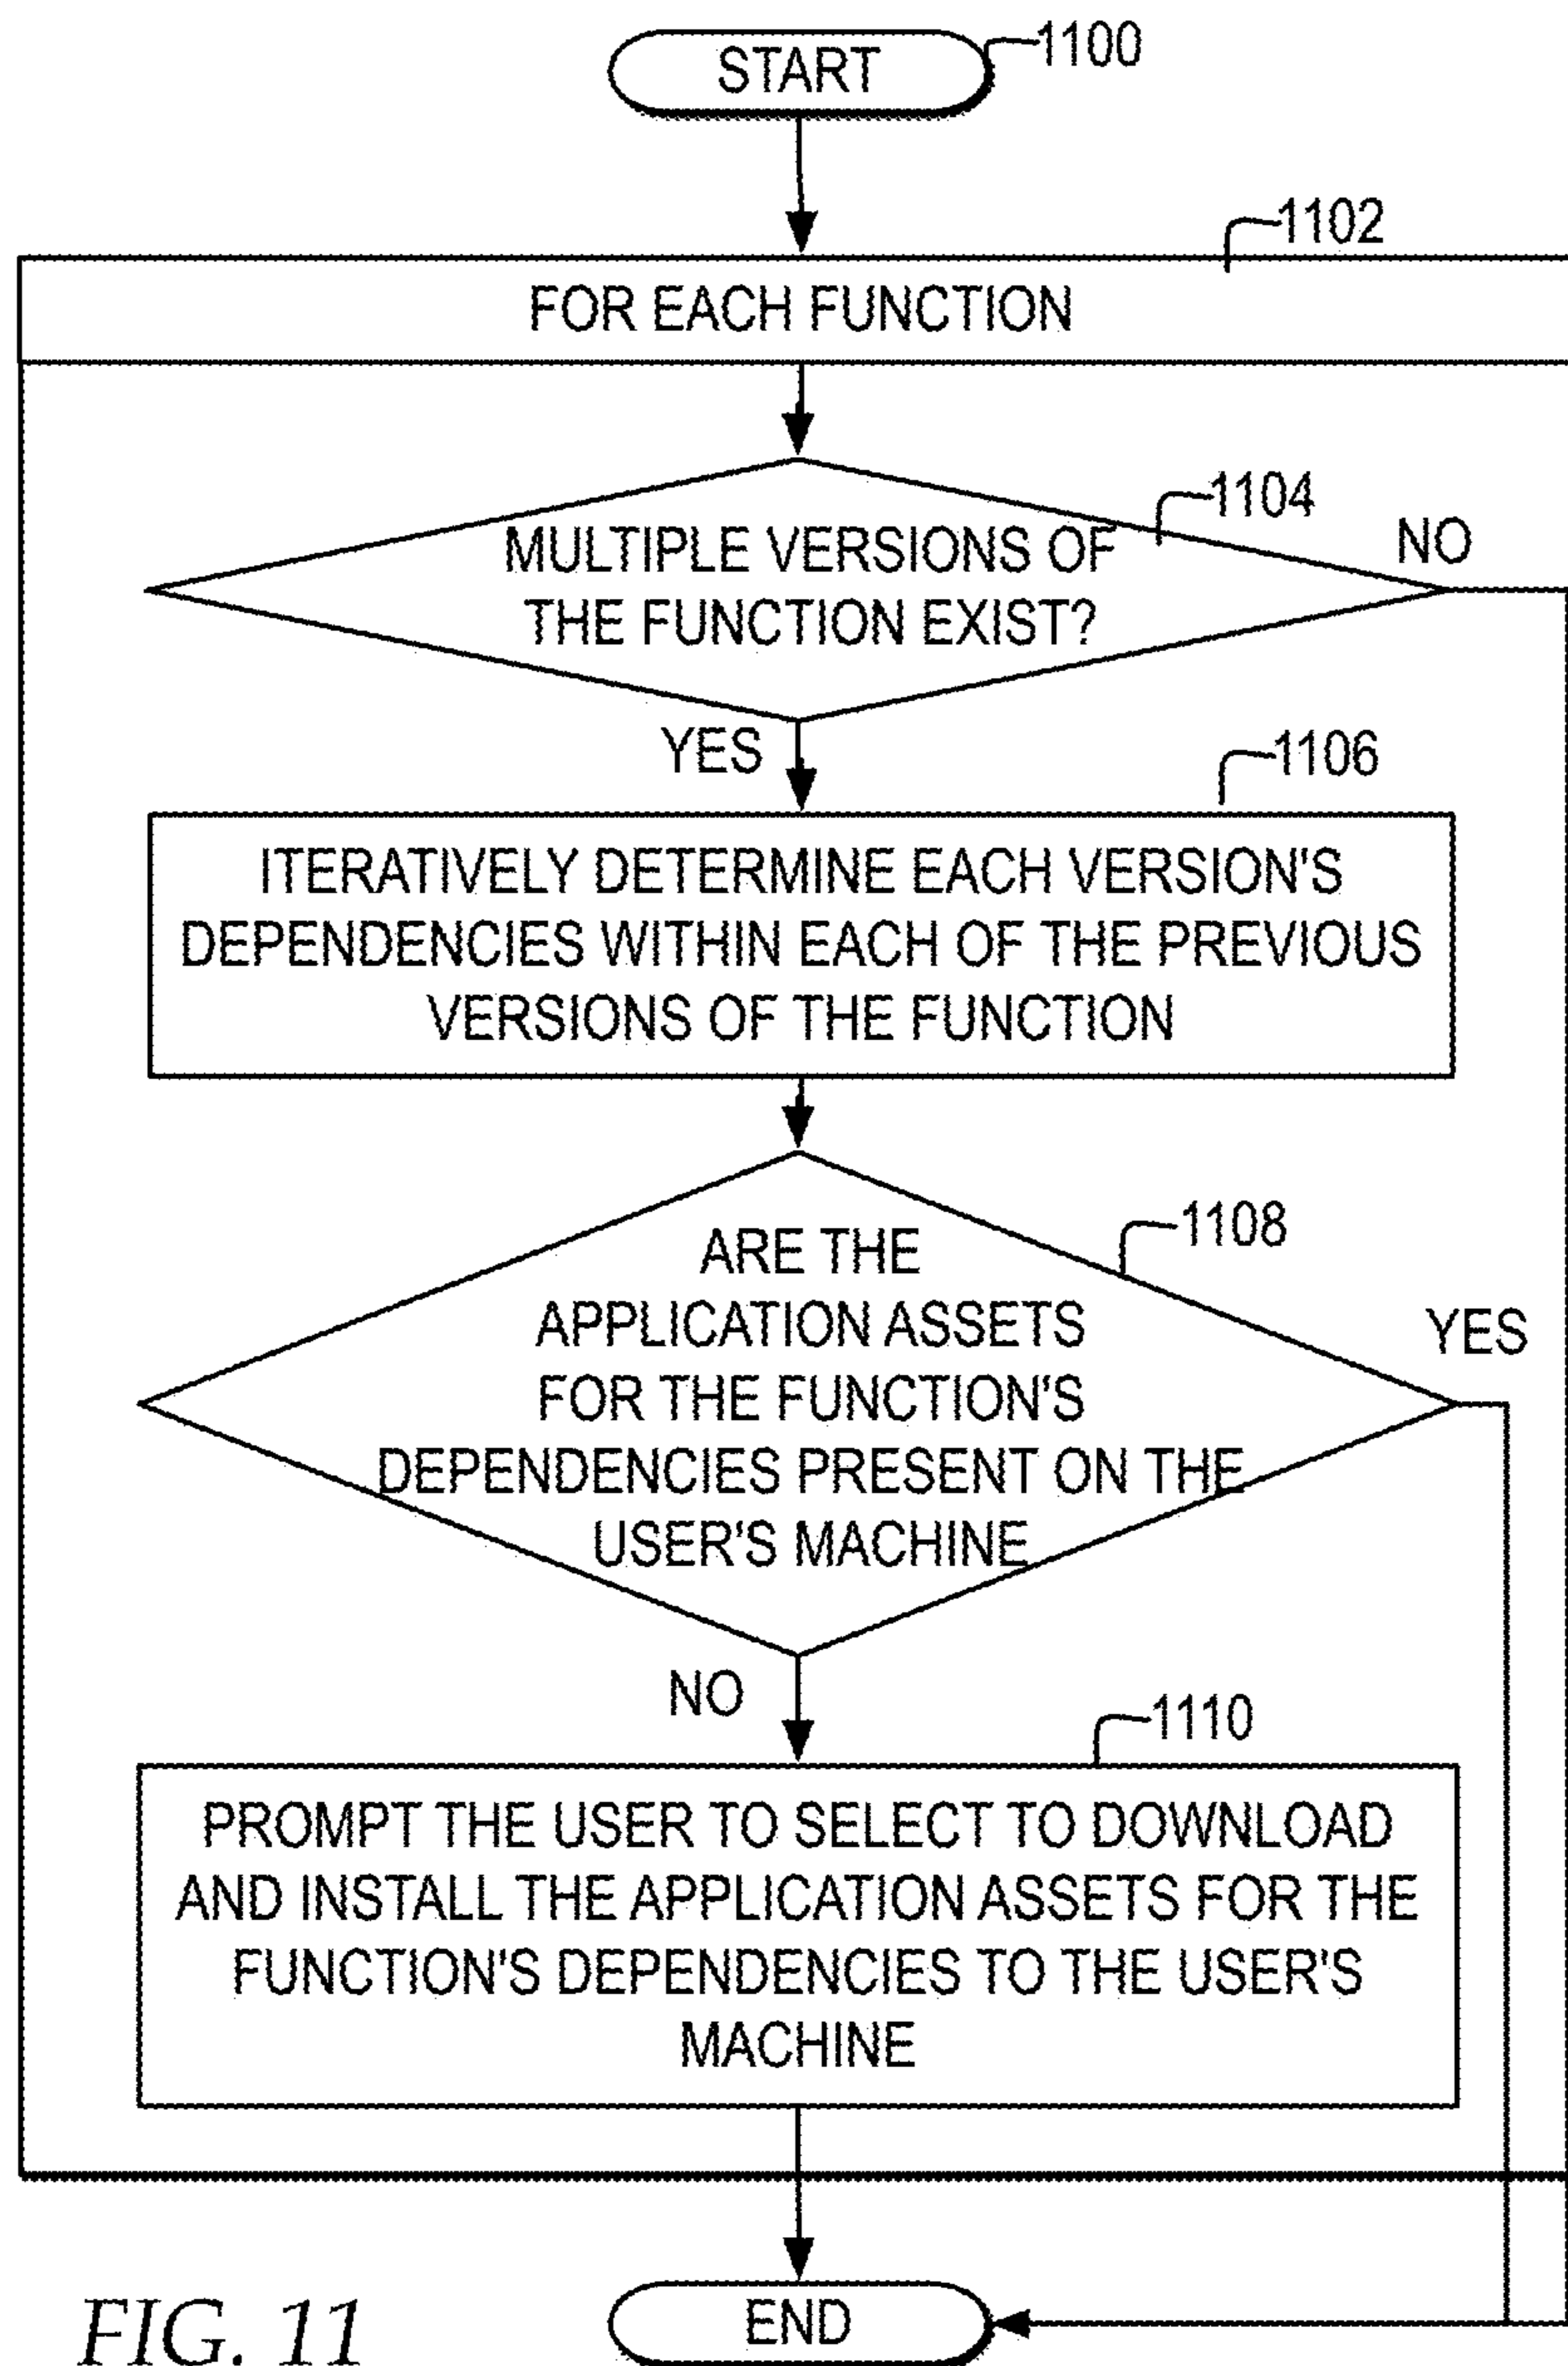 START
1100
1102
FOR EACH FUNCTION
1104
MULTIPLE VERSIONS OF
THE FUNCTION EXIST?
NO
YES
1106
ITERATIVELY DETERMINE EACH VERSION'S
DEPENDENCIES WITHIN EACH OF THE PREVIOUS
VERSIONS OF THE FUNCTION
1108
ARE THE
APPLICATION ASSETS
FOR THE FUNCTION'S
DEPENDENCIES PRESENT ON THE
USER'S MACHINE
YES
NO
1110
PROMPT THE USER TO SELECT TO DOWNLOAD
AND INSTALL THE APPLICATION ASSETS FOR THE
FUNCTION'S DEPENDENCIES TO THE USER'S
MACHINE
END
FIG. 11